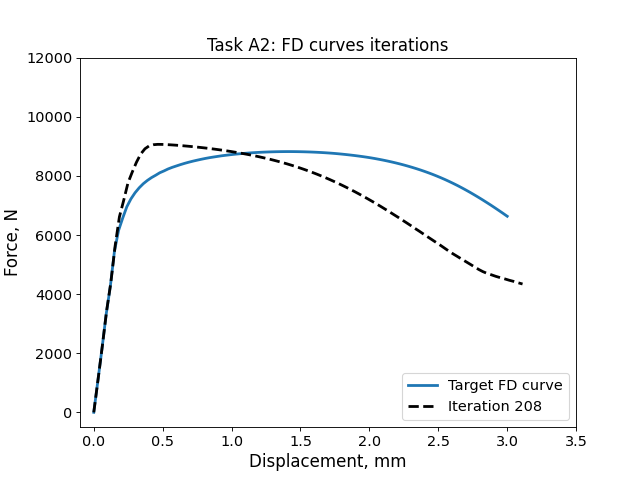 Task A2: FD curves iterations
12000
10000
8000
6000
4000
2000
0
Force, N
0.0 0.5 1.0 1.5 2.0 2.5 3.0 3.5
Displacement, mm
Target FD curve
Iteration 208